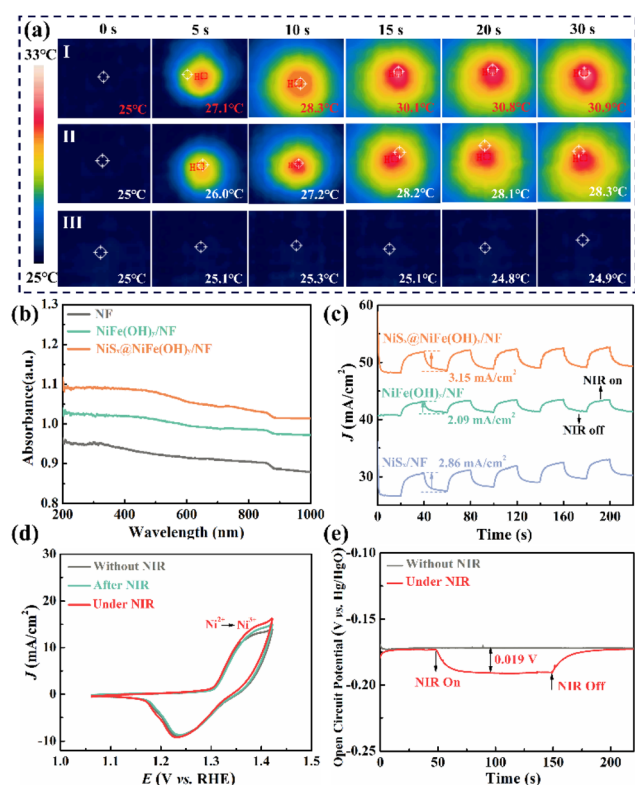 (a)
0 s 5 s 10 s 15 s 20 s 30 s
33°C
I
25°C 27.1°C 28.3°C 30.1°C 30.8°C 30.9°C
II
25°C 26.0°C 27.2°C 28.2°C 28.1°C 28.3°C
III
25°C 25.1°C 25.3°C 25.1°C 24.8°C 24.9°C
25°C
(b)
1.3
1.2
1.1
1.0
0.9
0.8
Absorbance(a.u.)
NF
NiFe(OH)ᵧ/NF
NiSₓ@NiFe(OH)ᵧ/NF
200 400 600 800 1000
Wavelength (nm)
(c)
60
50
40
30
J (mA/cm²)
NiSₓ@NiFe(OH)ᵧ/NF
3.15 mA/cm²
NIR on
NiFe(OH)ᵧ/NF
2.09 mA/cm²
NIR off
NiSₓ/NF 2.86 mA/cm²
0 40 80 120 160 200
Time (s)
(d)
30
20
10
0
-10
J (mA/cm²)
Without NIR
After NIR
Under NIR
Ni²⁺ Ni³⁺
1.0 1.1 1.2 1.3 1.4 1.5
E (V vs. RHE)
(e)
-0.10
-0.15
-0.20
-0.25
Open Circuit Potential (V vs. Hg/HgO)
Without NIR
Under NIR
0.019 V
NIR On
NIR Off
0 50 100 150 200
Time (s)